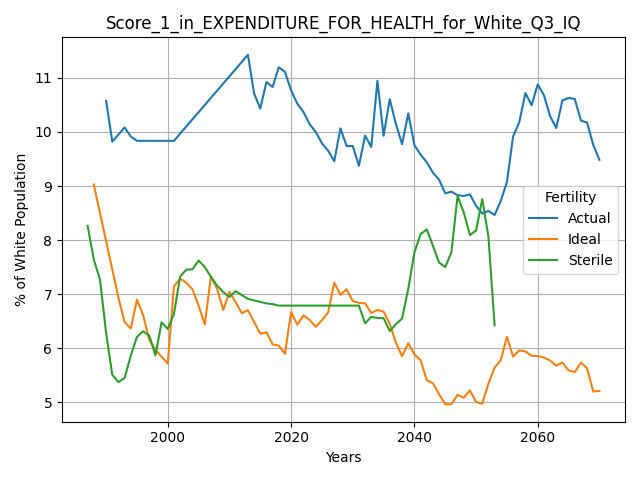 Score_1_in_EXPENDITURE_FOR_HEALTH_for_White_Q3_IQ
% of White Population
11
10
9
8
7
6
5
Fertility
Actual
Ideal
Sterile
2000 2020 2040 2060
Years